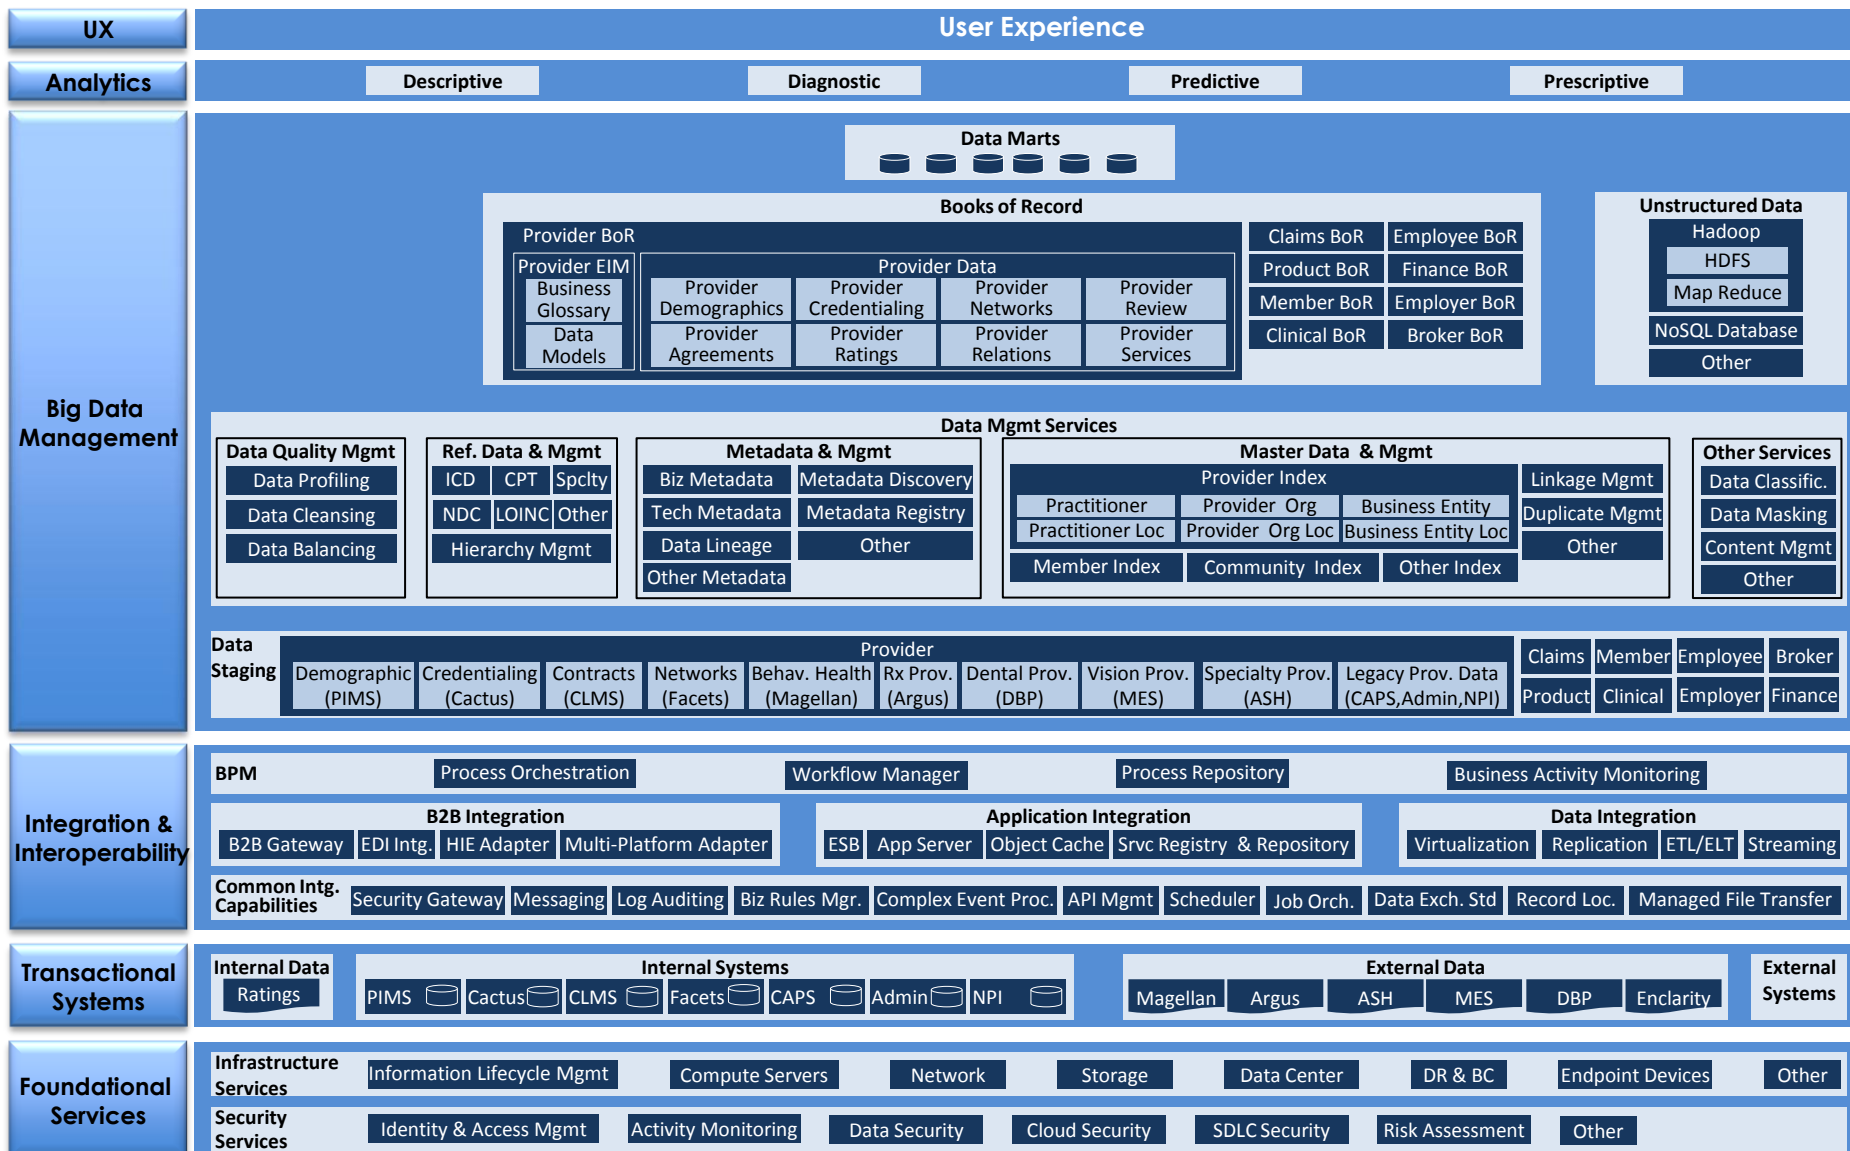 UX
User Experience
Analytics
Descriptive
Diagnostic
Predictive
Prescriptive
Big Data
Management
Data Marts
Books of Record
Provider BoR
Provider EIM
Business
Glossary
Data
Models
Provider Data
Provider
Demographics
Provider
Credentialing
Provider
Networks
Provider
Review
Provider
Agreements
Provider
Ratings
Provider
Relations
Provider
Services
Claims BoR
Employee BoR
Product BoR
Finance BoR
Member BoR
Employer BoR
Clinical BoR
Broker BoR
Unstructured Data
Hadoop
HDFS
Map Reduce
NoSQL Database
Other
Data Mgmt Services
Data Quality Mgmt
Data Profiling
Data Cleansing
Data Balancing
Ref. Data & Mgmt
ICD
CPT
Spclty
NDC
LOINC
Other
Hierarchy Mgmt
Metadata & Mgmt
Biz Metadata
Metadata Discovery
Tech Metadata
Metadata Registry
Data Lineage
Other
Other Metadata
Master Data & Mgmt
Provider Index
Practitioner
Provider Org
Business Entity
Practitioner Loc
Provider Org Loc
Business Entity Loc
Member Index
Community Index
Other Index
Linkage Mgmt
Duplicate Mgmt
Other
Other Services
Data Classific.
Data Masking
Content Mgmt
Other
Data
Staging
Provider
Demographic
(PIMS)
Credentialing
(Cactus)
Contracts
(CLMS)
Networks
(Facets)
Behav. Health
(Magellan)
Rx Prov.
(Argus)
Dental Prov.
(DBP)
Vision Prov.
(MES)
Specialty Prov.
(ASH)
Legacy Prov. Data
(CAPS,Admin,NPI)
Claims
Member
Employee
Broker
Product
Clinical
Employer
Finance
Integration &
Interoperability
BPM
Process Orchestration
Workflow Manager
Process Repository
Business Activity Monitoring
B2B Integration
B2B Gateway
EDI Intg.
HIE Adapter
Multi-Platform Adapter
Application Integration
ESB
App Server
Object Cache
Srvc Registry & Repository
Data Integration
Virtualization
Replication
ETL/ELT
Streaming
Common Intg.
Capabilities
Security Gateway
Messaging
Log Auditing
Biz Rules Mgr.
Complex Event Proc.
API Mgmt
Scheduler
Job Orch.
Data Exch. Std
Record Loc.
Managed File Transfer
Transactional
Systems
Internal Data
Ratings
Internal Systems
PIMS
Cactus
CLMS
Facets
CAPS
Admin
NPI
External Data
Magellan
Argus
ASH
MES
DBP
Enclarity
External
Systems
Foundational
Services
Infrastructure
Services
Information Lifecycle Mgmt
Compute Servers
Network
Storage
Data Center
DR & BC
Endpoint Devices
Other
Security
Services
Identity & Access Mgmt
Activity Monitoring
Data Security
Cloud Security
SDLC Security
Risk Assessment
Other